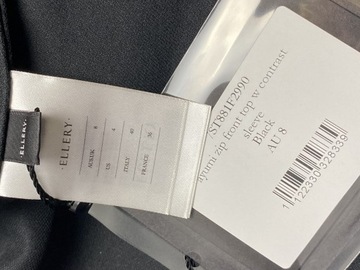 ·ELLERY·
·ELLERY·
AUS/UK 8
US 4
ITALY 40
FRANCE 36
ST881F2990
ayumi zip front top w contrast
sleeve
Black
AU 8
1122330328339